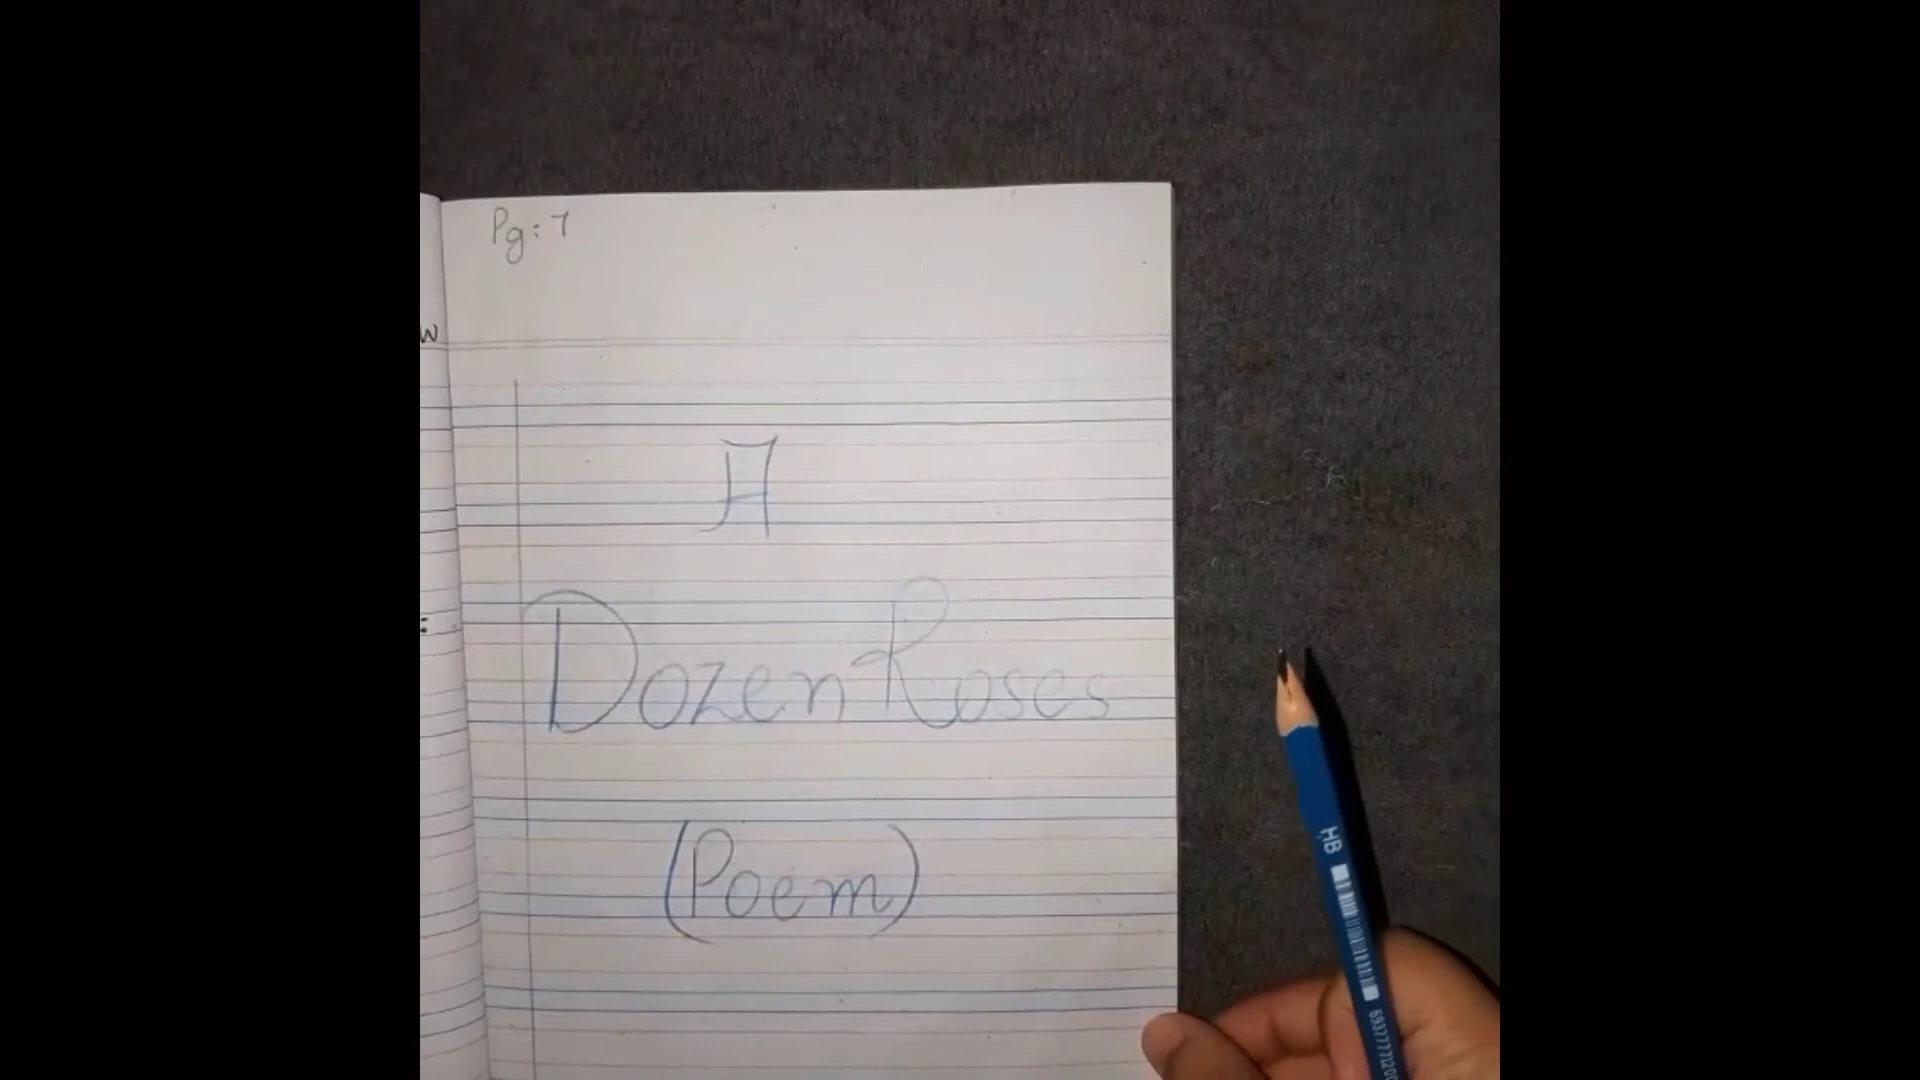 Pg: 7
W
:
A
Dozen Roses
(Poem)
HB